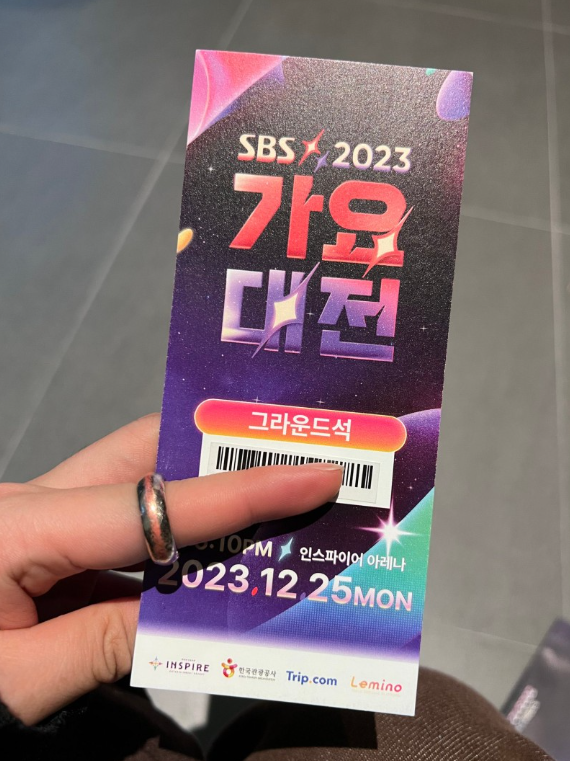 SBS 2023
가요
대전
그라운드석
10PM 인스파이어 아레나
2023.12.25MON
INSPIRE
한국관광공사
Trip.com
Lemino